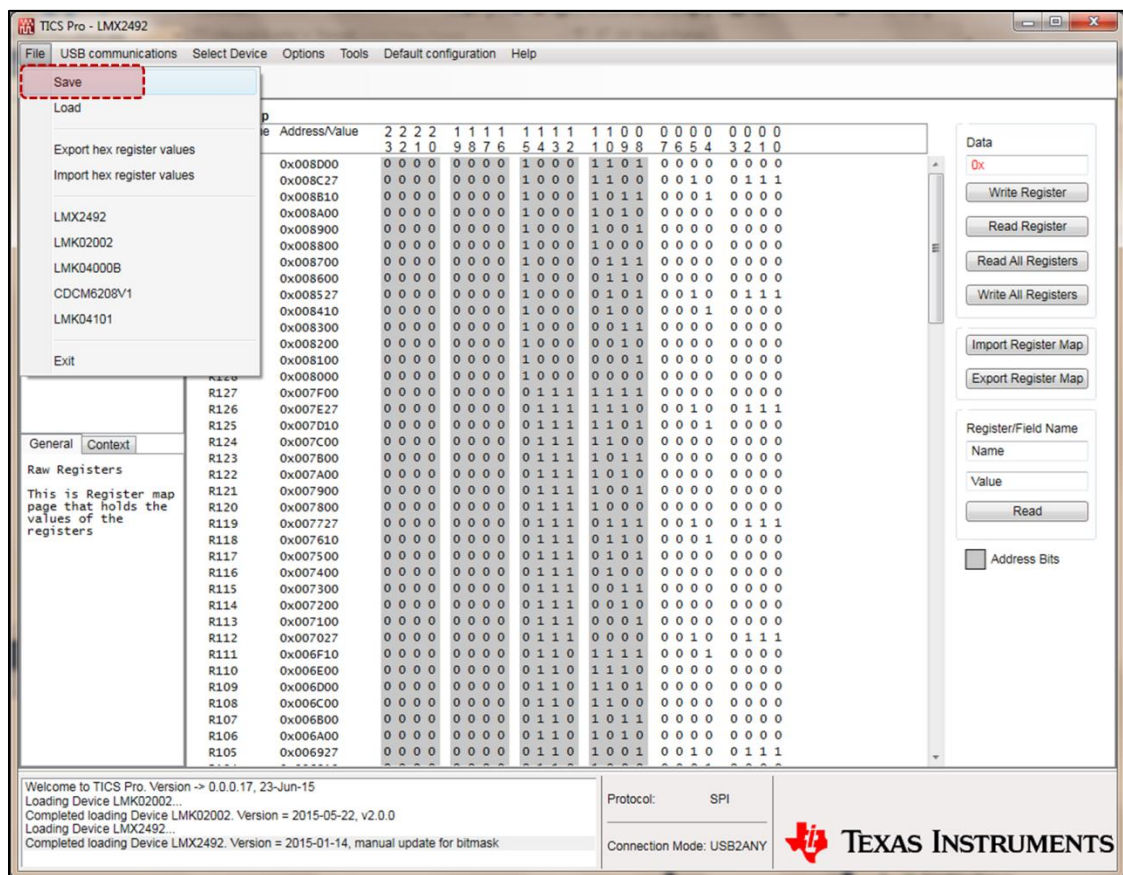 TICS Pro - LMX2492
File USB communications Select Device Options Tools Default configuration Help
Save
Load
Export hex register values
Import hex register values
LMX2492
LMK02002
LMK04000B
CDCM6208V1
LMK04101
Exit
General Context
Raw Registers
This is Register map
page that holds the
values of the
registers
p
Address/Value 2 2 2 2 1 1 1 1 1 1 1 1 1 1 0 0 0 0 0 0 0 0 0 0
3 2 1 0 9 8 7 6 5 4 3 2 1 0 9 8 7 6 5 4 3 2 1 0
0x008D00 0 0 0 0 0 0 0 0 1 0 0 0 1 1 0 1 0 0 0 0 0 0 0 0
0x008C27 0 0 0 0 0 0 0 0 1 0 0 0 1 1 0 0 0 0 1 0 0 1 1 1
0x008B10 0 0 0 0 0 0 0 0 1 0 0 0 1 0 1 1 0 0 0 1 0 0 0 0
0x008A00 0 0 0 0 0 0 0 0 1 0 0 0 1 0 1 0 0 0 0 0 0 0 0 0
0x008900 0 0 0 0 0 0 0 0 1 0 0 0 1 0 0 1 0 0 0 0 0 0 0 0
0x008800 0 0 0 0 0 0 0 0 1 0 0 0 1 0 0 0 0 0 0 0 0 0 0 0
0x008700 0 0 0 0 0 0 0 0 1 0 0 0 0 1 1 1 0 0 0 0 0 0 0 0
0x008600 0 0 0 0 0 0 0 0 1 0 0 0 0 1 1 0 0 0 0 0 0 0 0 0
0x008527 0 0 0 0 0 0 0 0 1 0 0 0 0 1 0 1 0 0 1 0 0 1 1 1
0x008410 0 0 0 0 0 0 0 0 1 0 0 0 0 1 0 0 0 0 0 1 0 0 0 0
0x008300 0 0 0 0 0 0 0 0 1 0 0 0 0 0 1 1 0 0 0 0 0 0 0 0
0x008200 0 0 0 0 0 0 0 0 1 0 0 0 0 0 1 0 0 0 0 0 0 0 0 0
0x008100 0 0 0 0 0 0 0 0 1 0 0 0 0 0 0 1 0 0 0 0 0 0 0 0
R128 0x008000 0 0 0 0 0 0 0 0 1 0 0 0 0 0 0 0 0 0 0 0 0 0 0 0
R127 0x007F00 0 0 0 0 0 0 0 0 0 1 1 1 1 1 1 1 0 0 0 0 0 0 0 0
R126 0x007E27 0 0 0 0 0 0 0 0 0 1 1 1 1 1 1 0 0 0 1 0 0 1 1 1
R125 0x007D10 0 0 0 0 0 0 0 0 0 1 1 1 1 1 0 1 0 0 0 1 0 0 0 0
R124 0x007C00 0 0 0 0 0 0 0 0 0 1 1 1 1 1 0 0 0 0 0 0 0 0 0 0
R123 0x007B00 0 0 0 0 0 0 0 0 0 1 1 1 1 0 1 1 0 0 0 0 0 0 0 0
R122 0x007A00 0 0 0 0 0 0 0 0 0 1 1 1 1 0 1 0 0 0 0 0 0 0 0 0
R121 0x007900 0 0 0 0 0 0 0 0 0 1 1 1 1 0 0 1 0 0 0 0 0 0 0 0
R120 0x007800 0 0 0 0 0 0 0 0 0 1 1 1 1 0 0 0 0 0 0 0 0 0 0 0
R119 0x007727 0 0 0 0 0 0 0 0 0 1 1 1 0 1 1 1 0 0 1 0 0 1 1 1
R118 0x007610 0 0 0 0 0 0 0 0 0 1 1 1 0 1 1 0 0 0 0 1 0 0 0 0
R117 0x007500 0 0 0 0 0 0 0 0 0 1 1 1 0 1 0 1 0 0 0 0 0 0 0 0
R116 0x007400 0 0 0 0 0 0 0 0 0 1 1 1 0 1 0 0 0 0 0 0 0 0 0 0
R115 0x007300 0 0 0 0 0 0 0 0 0 1 1 1 0 0 1 1 0 0 0 0 0 0 0 0
R114 0x007200 0 0 0 0 0 0 0 0 0 1 1 1 0 0 1 0 0 0 0 0 0 0 0 0
R113 0x007100 0 0 0 0 0 0 0 0 0 1 1 1 0 0 0 1 0 0 0 0 0 0 0 0
R112 0x007027 0 0 0 0 0 0 0 0 0 1 1 1 0 0 0 0 0 0 1 0 0 1 1 1
R111 0x006F10 0 0 0 0 0 0 0 0 0 1 1 0 1 1 1 1 0 0 0 1 0 0 0 0
R110 0x006E00 0 0 0 0 0 0 0 0 0 1 1 0 1 1 1 0 0 0 0 0 0 0 0 0
R109 0x006D00 0 0 0 0 0 0 0 0 0 1 1 0 1 1 0 1 0 0 0 0 0 0 0 0
R108 0x006C00 0 0 0 0 0 0 0 0 0 1 1 0 1 1 0 0 0 0 0 0 0 0 0 0
R107 0x006B00 0 0 0 0 0 0 0 0 0 1 1 0 1 0 1 1 0 0 0 0 0 0 0 0
R106 0x006A00 0 0 0 0 0 0 0 0 0 1 1 0 1 0 1 0 0 0 0 0 0 0 0 0
R105 0x006927 0 0 0 0 0 0 0 0 0 1 1 0 1 0 0 1 0 0 1 0 0 1 1 1
Data
0x
Write Register
Read Register
Read All Registers
Write All Registers
Import Register Map
Export Register Map
Register/Field Name
Name
Value
Read
Address Bits
Welcome to TICS Pro. Version -> 0.0.0.17, 23-Jun-15
Loading Device LMK02002...
Completed loading Device LMK02002. Version = 2015-05-22, v2.0.0
Loading Device LMX2492...
Completed loading Device LMX2492. Version = 2015-01-14, manual update for bitmask
Protocol: SPI
Connection Mode: USB2ANY
TEXAS INSTRUMENTS